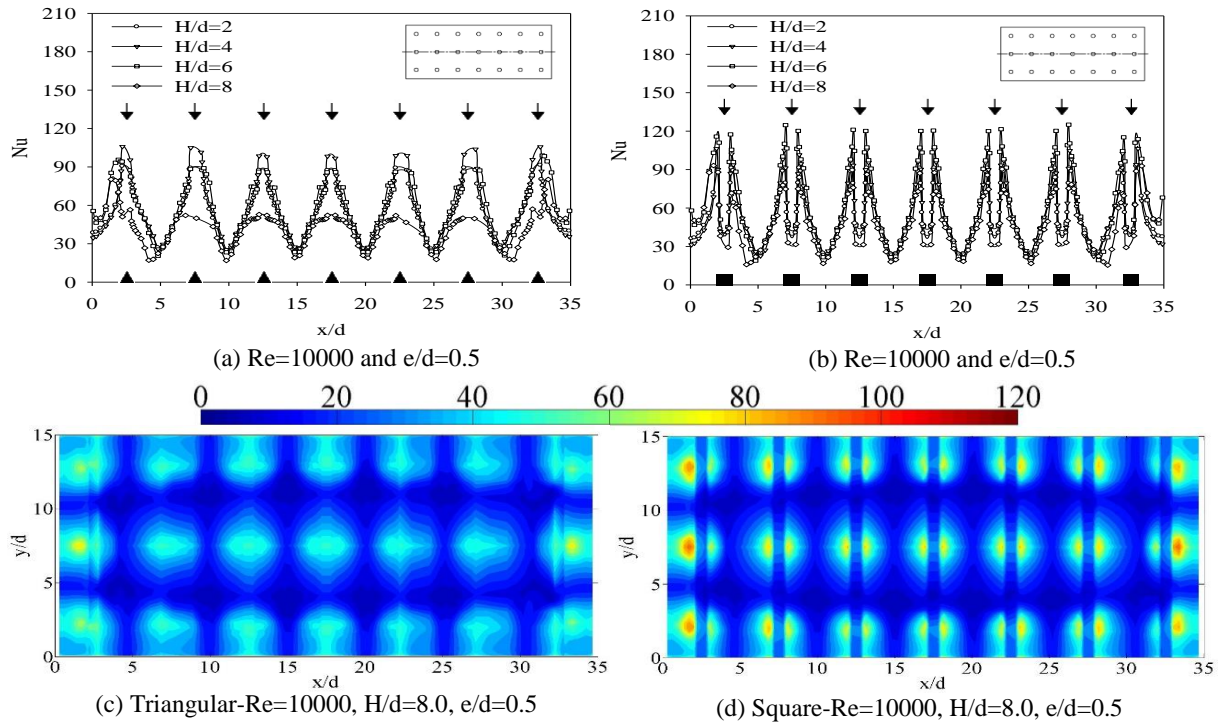 210
180
150
120
90
60
30
0
Nu
H/d=2
H/d=4
H/d=6
H/d=8
0 5 10 15 20 25 30 35
x/d
(a) Re=10000 and e/d=0.5
210
180
150
120
90
60
30
0
Nu
H/d=2
H/d=4
H/d=6
H/d=8
0 5 10 15 20 25 30 35
x/d
(b) Re=10000 and e/d=0.5
0 20 40 60 80 100 120
15
10
5
0
y/d
0 5 10 15 20 25 30 35
x/d
(c) Triangular-Re=10000, H/d=8.0, e/d=0.5
15
10
5
0
y/d
0 5 10 15 20 25 30 35
x/d
(d) Square-Re=10000, H/d=8.0, e/d=0.5